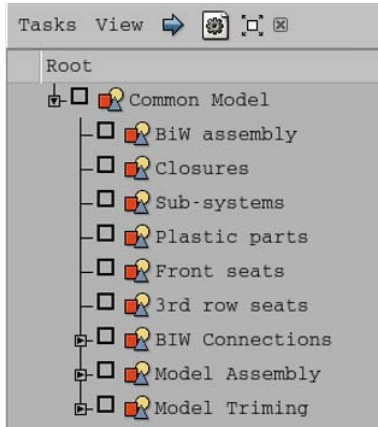 Tasks View
Root
Common Model
BiW assembly
Closures
Sub-systems
Plastic parts
Front seats
3rd row seats
BIW Connections
Model Assembly
Model Triming